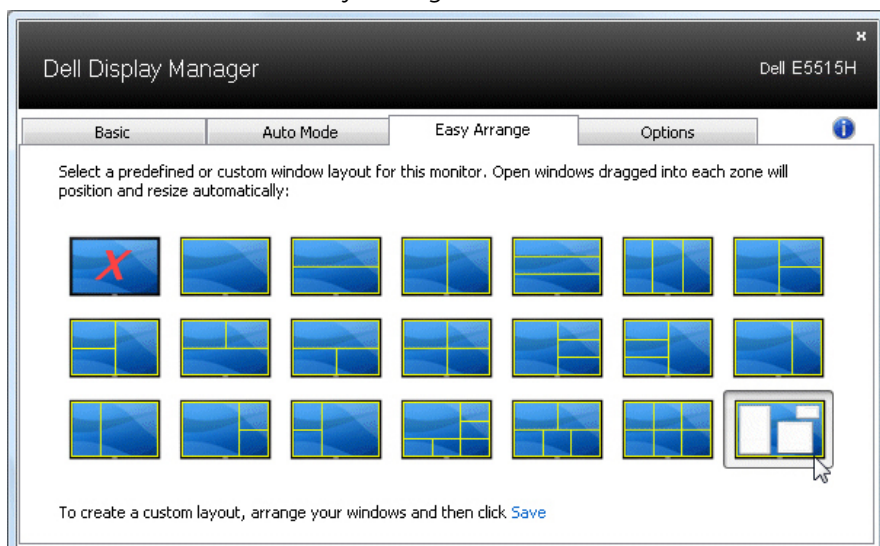 Dell Display Manager
Dell E5515H
Basic
Auto Mode
Easy Arrange
Options
Select a predefined or custom window layout for this monitor. Open windows dragged into each zone will
position and resize automatically:
To create a custom layout, arrange your windows and then click Save